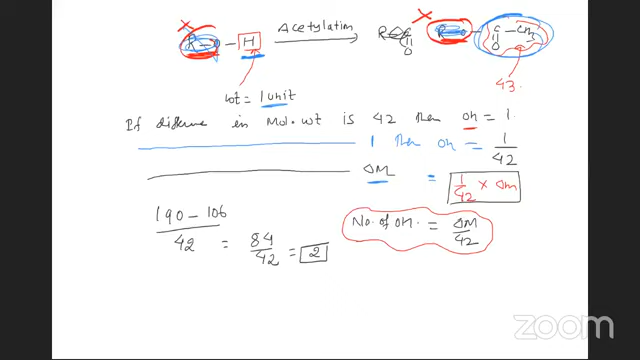 R-O-H Acetylation → R-O-C-CH3
O
wt = 1 unit
43.
If differne in Mol.wt is 42 then oh = 1.
1 then OH = 1/42
ΔM = 1/42 × ΔM
190 - 106 / 42 = 84/42 = 2
No. of OH. = ΔM/42
zoom